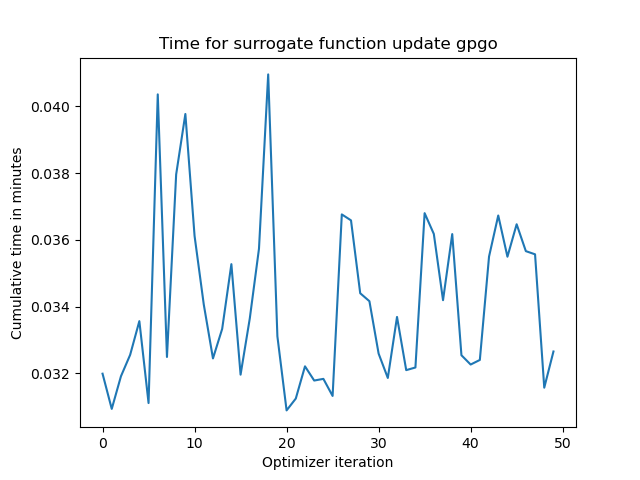 Time for surrogate function update gpgo
Cumulative time in minutes
0.040
0.038
0.036
0.034
0.032
0 10 20 30 40 50
Optimizer iteration